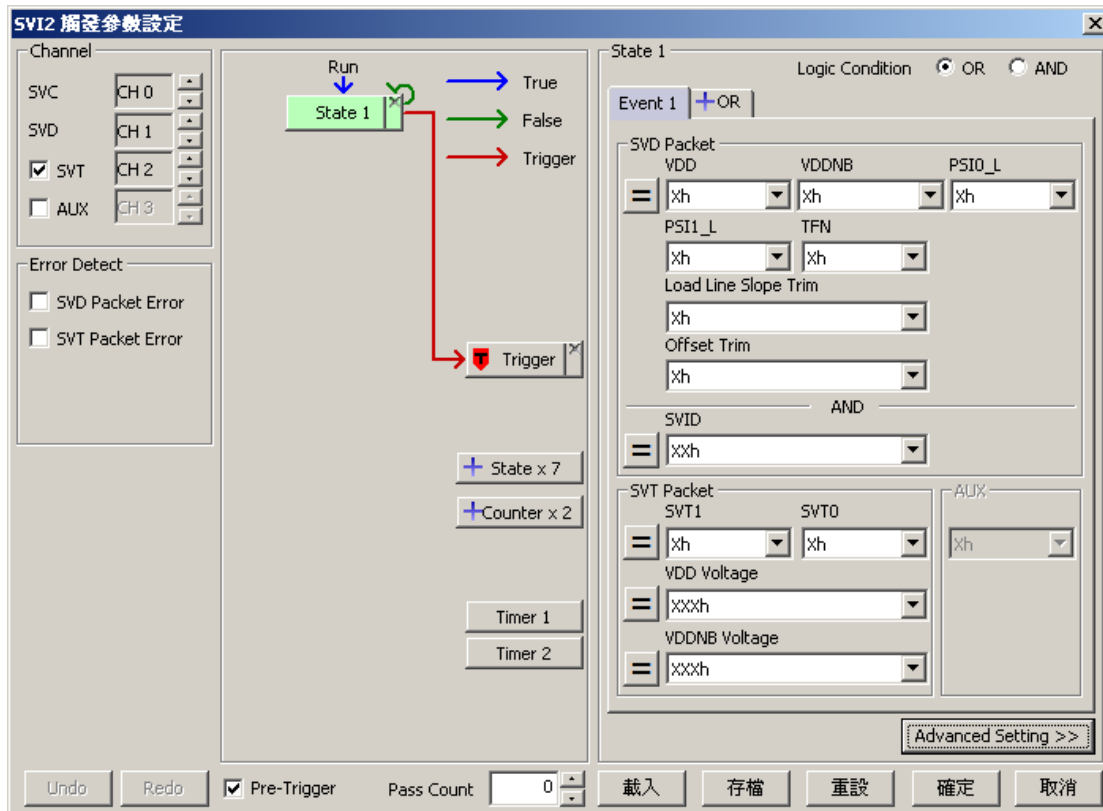 SVI2 觸發參數設定
Channel
SVC CH 0
SVD CH 1
SVT CH 2
AUX CH 3
Error Detect
SVD Packet Error
SVT Packet Error
Run
State 1
True
False
Trigger
T Trigger
State x 7
Counter x 2
Timer 1
Timer 2
State 1
Logic Condition OR AND
Event 1 OR
SVD Packet
VDD VDDNB PSI0_L
= Xh Xh Xh
PSI1_L TFN
Xh Xh
Load Line Slope Trim
Xh
Offset Trim
Xh
AND
SVID
= XXh
SVT Packet AUX
SVT1 SVT0
= Xh Xh Xh
VDD Voltage
= XXXh
VDDNB Voltage
= XXXh
Advanced Setting >>
Undo Redo Pre-Trigger Pass Count 0 載入 存檔 重設 確定 取消